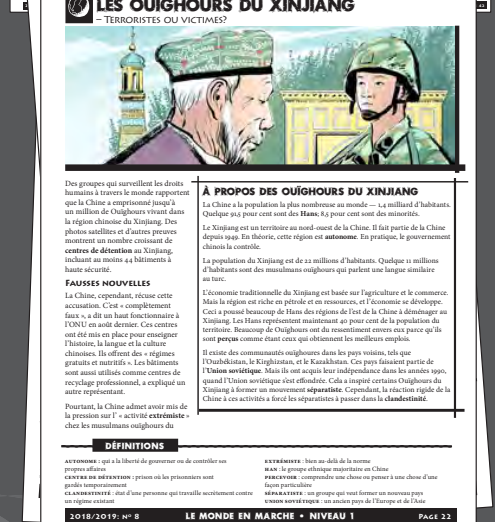 LES OUÏGHOURS DU XINJIANG
– TERRORISTES OU VICTIMES?
Des groupes qui surveillent les droits
humains à travers le monde rapportent
que la Chine a emprisonné jusqu'à
un million de Ouïghours vivant dans
la région chinoise du Xinjiang. Des
photos satellites et d'autres preuves
montrent un nombre croissant de
centres de détention au Xinjiang,
incluant au moins 44 bâtiments à
haute sécurité.
FAUSSES NOUVELLES
La Chine, cependant, récuse cette
accusation. C'est « complètement
faux », a dit un haut fonctionnaire à
l'ONU en août dernier. Ces centres
ont été mis en place pour enseigner
l'histoire, la langue et la culture
chinoises. Ils offrent des « régimes
gratuits et nutritifs ». Les bâtiments
sont aussi utilisés comme centres de
recyclage professionnel, a expliqué un
autre représentant.
Pourtant, la Chine admet avoir mis de
la pression sur l' « activité extrémiste »
chez les musulmans ouïghours du
À PROPOS DES OUÏGHOURS DU XINJIANG
La Chine a la population la plus nombreuse au monde — 1,4 milliard d'habitants.
Quelque 91,5 pour cent sont des Hans; 8,5 pour cent sont des minorités.
Le Xinjiang est un territoire au nord-ouest de la Chine. Il fait partie de la Chine
depuis 1949. En théorie, cette région est autonome. En pratique, le gouvernement
chinois la contrôle.
La population du Xinjiang est de 22 millions d'habitants. Quelque 11 millions
d'habitants sont des musulmans ouïghours qui parlent une langue similaire
au turc.
L'économie traditionnelle du Xinjiang est basée sur l'agriculture et le commerce.
Mais la région est riche en pétrole et en ressources, et l'économie se développe.
Ceci a poussé beaucoup de Hans des régions de l'est de la Chine à déménager au
Xinjiang. Les Hans représentent maintenant 40 pour cent de la population du
territoire. Beaucoup de Ouïghours ont du ressentiment envers eux parce qu'ils
sont perçus comme étant ceux qui obtiennent les meilleurs emplois.
Il existe des communautés ouïghoures dans les pays voisins, tels que
l'Ouzbékistan, le Kirghizstan, et le Kazakhstan. Ces pays faisaient partie de
l'Union soviétique. Mais ils ont acquis leur indépendance dans les années 1990,
quand l'Union soviétique s'est effondrée. Cela a inspiré certains Ouïghours du
Xinjiang à former un mouvement séparatiste. Cependant, la réaction rigide de la
Chine à ces activités a forcé les séparatistes à passer dans la clandestinité.
DÉFINITIONS
AUTONOME : qui a la liberté de gouverner ou de contrôler ses
propres affaires
CENTRE DE DÉTENTION : prison où les prisonniers sont
gardés temporairement
CLANDESTINITÉ : état d'une personne qui travaille secrètement contre
un régime existant
EXTRÉMISTE : bien au-delà de la norme
HAN : le groupe ethnique majoritaire en Chine
PERCEVOIR : comprendre une chose ou penser à une chose d'une
façon particulière
SÉPARATISTE : un groupe qui veut former un nouveau pays
UNION SOVIÉTIQUE : un ancien pays de l'Europe et de l'Asie
2018/2019: Nº 8 LE MONDE EN MARCHE • NIVEAU 1 PAGE 22